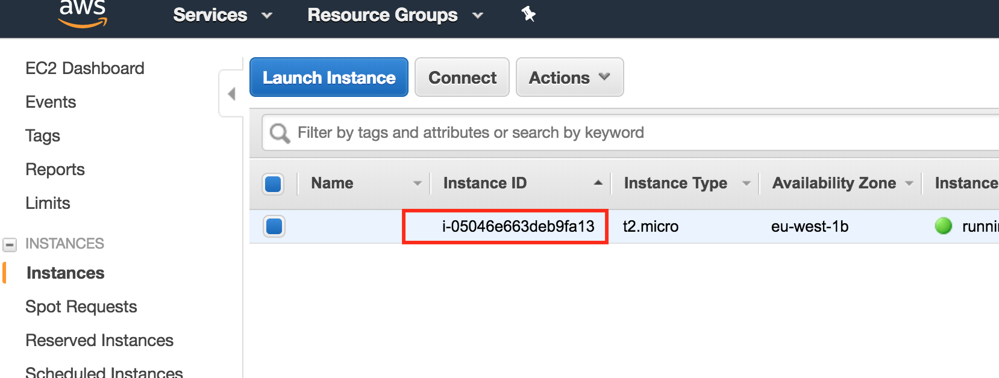 aws
Services
Resource Groups
EC2 Dashboard
Events
Tags
Reports
Limits
INSTANCES
Instances
Spot Requests
Reserved Instances
Scheduled Instances
Launch Instance
Connect
Actions
Filter by tags and attributes or search by keyword
Name
Instance ID
Instance Type
Availability Zone
Instance
i-05046e663deb9fa13
t2.micro
eu-west-1b